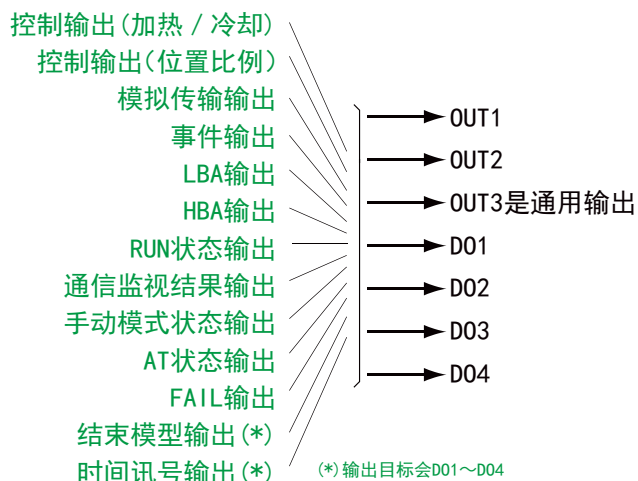 控制输出(加热 / 冷却)
控制输出(位置比例)
模拟传输输出
事件输出
LBA输出
HBA输出
RUN状态输出
通信监视结果输出
手动模式状态输出
AT状态输出
FAIL输出
结束模型输出(*)
时间讯号输出(*)
OUT1
OUT2
OUT3是通用输出
DO1
DO2
DO3
DO4
(*)输出目标会DO1～DO4